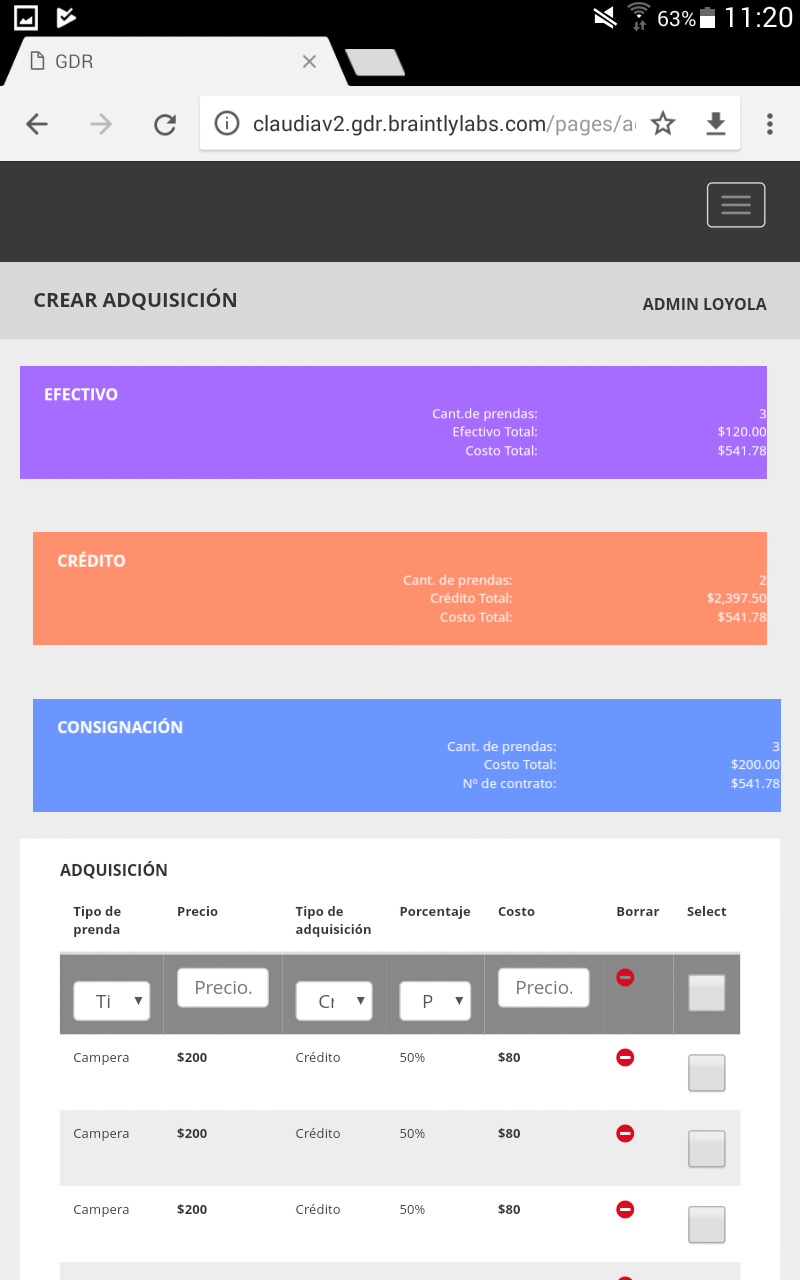 63% 11:20
GDR
claudiav2.gdr.braintlylabs.com/pages/a
CREAR ADQUISICIÓN
ADMIN LOYOLA
EFECTIVO
Cant.de prendas: 3
Efectivo Total: $120.00
Costo Total: $541.78
CRÉDITO
Cant. de prendas: 2
Crédito Total: $2,397.50
Costo Total: $541.78
CONSIGNACIÓN
Cant. de prendas: 3
Costo Total: $200.00
Nº de contrato: $541.78
ADQUISICIÓN
Tipo de prenda Precio Tipo de adquisición Porcentaje Costo Borrar Select
Ti Precio. Cr P Precio.
Campera $200 Crédito 50% $80
Campera $200 Crédito 50% $80
Campera $200 Crédito 50% $80